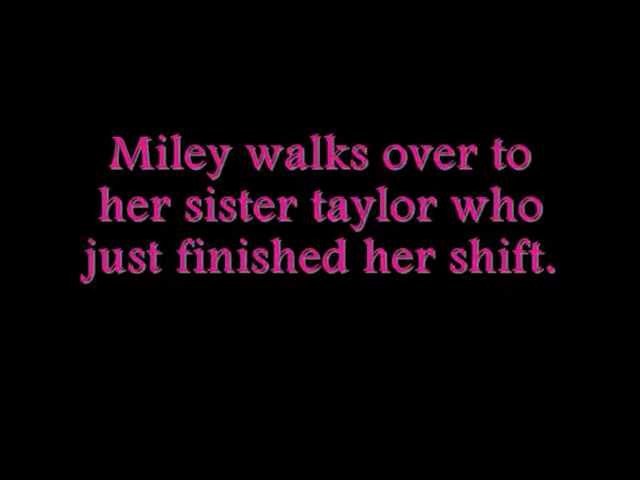 Miley walks over to
her sister taylor who
just finished her shift.